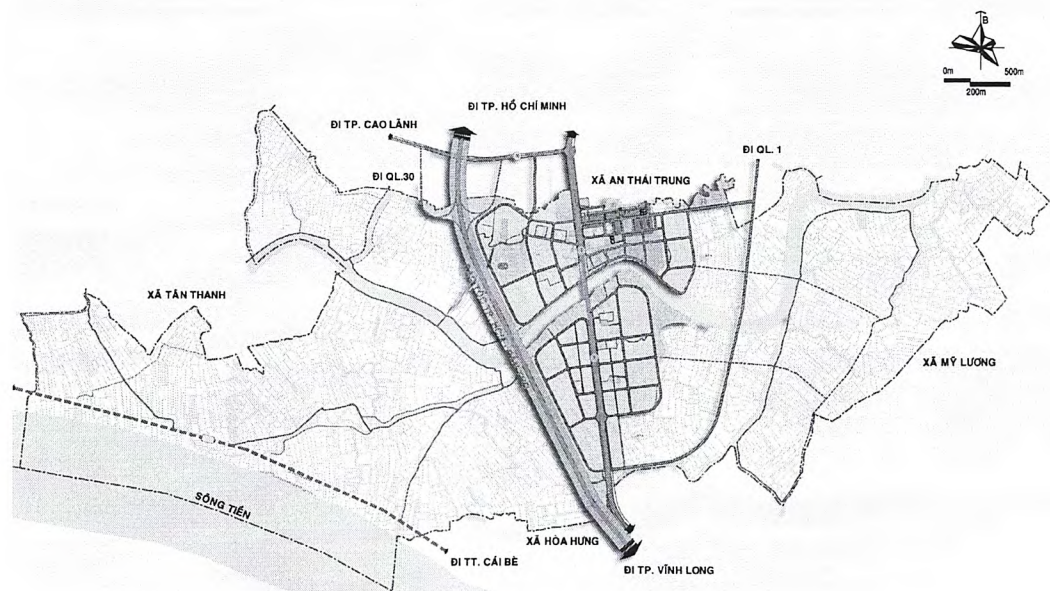 B
0m 500m
200m
ĐI TP. HỒ CHÍ MINH
ĐI TP. CAO LÃNH
ĐI QL. 1
ĐI QL.30
XÃ AN THÁI TRUNG
XÃ TÂN THANH
XÃ MỸ LƯƠNG
SÔNG TIỀN
XÃ HÒA HƯNG
ĐI TT. CÁI BÈ
ĐI TP. VĨNH LONG